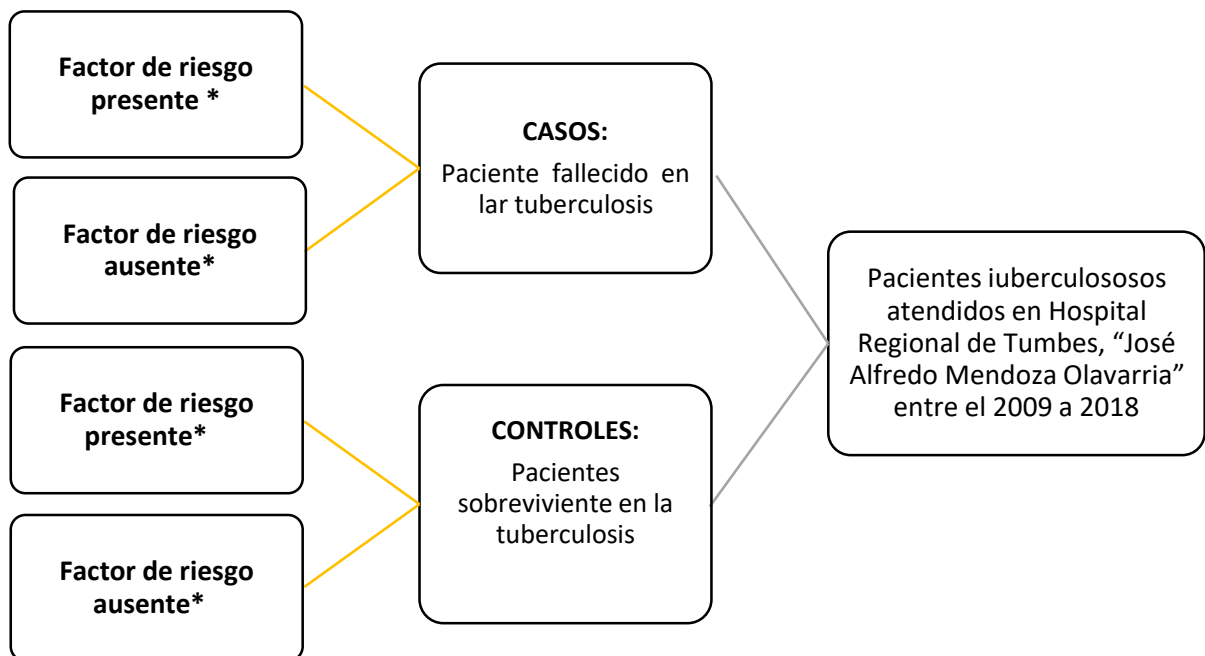 Factor de riesgo
presente *
Factor de riesgo
ausente*
Factor de riesgo
presente*
Factor de riesgo
ausente*
CASOS:
Paciente fallecido en
lar tuberculosis
CONTROLES:
Pacientes
sobreviviente en la
tuberculosis
Pacientes iuberculososos
atendidos en Hospital
Regional de Tumbes, “José
Alfredo Mendoza Olavarria”
entre el 2009 a 2018